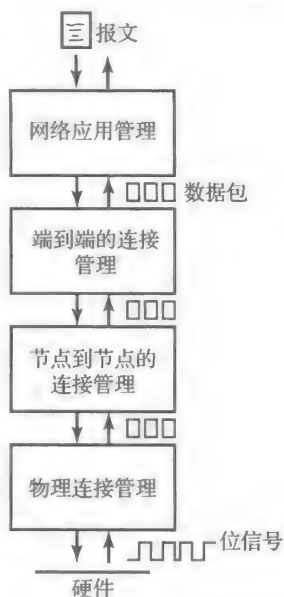 报文
网络应用管理
数据包
端到端的连接
管理
节点到节点的
连接管理
物理连接管理
位信号
硬件